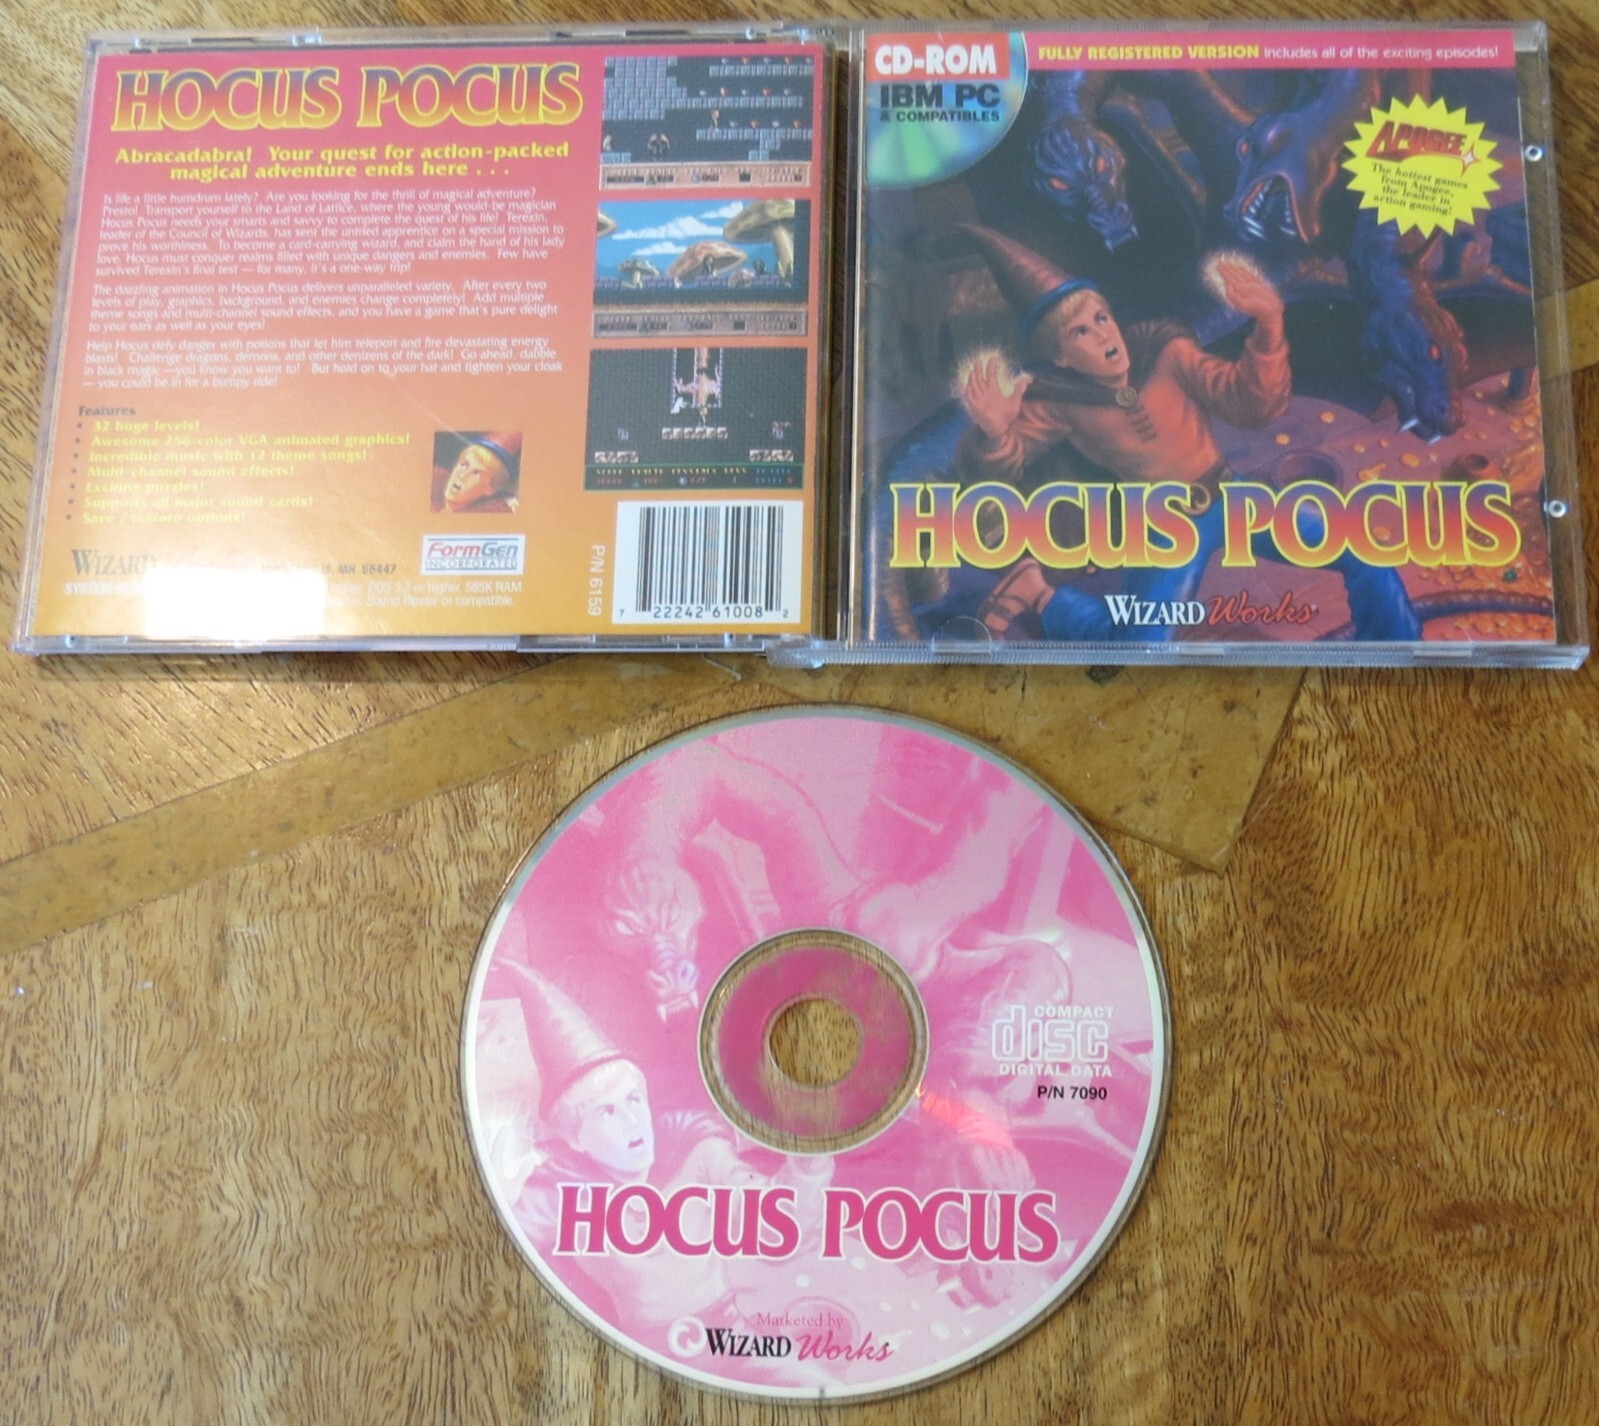 HOCUS POCUS
Abracadabra! Your quest for action-packed
magical adventure ends here . . .
Is life a little humdrum lately? Are you looking for the thrill of magical adventure?
Presto! Transport yourself to the Land of Lattice, where the young would-be magician
Hocus Pocus needs your smarts and savvy to complete the quest of his life! Terexin,
leader of the Council of Wizards, has sent the untried apprentice on a special mission to
prove his worthiness. To become a card-carrying wizard, and claim the hand of his lady
love, Hocus must conquer realms filled with unique dangers and enemies. Few have
survived Terexin's final test — for many, it's a one-way trip!
The dazzling animation in Hocus Pocus delivers unparalleled variety. After every two
levels of play, graphics, background, and enemies change completely! Add multiple
theme songs and multi-channel sound effects, and you have a game that's pure delight
to your ears as well as your eyes!
Help Hocus defy danger with potions that let him teleport and fire devastating energy
blasts! Challenge dragons, demons, and other denizens of the dark! Go ahead, dabble
in black magic —you know you want to! But hold on to your hat and tighten your cloak
— you could be in for a bumpy ride!
Features
• 32 huge levels!
• Awesome 256-color VGA animated graphics!
• Incredible music with 12 theme songs!
• Multi-channel sound effects!
• Exciting puzzles!
• Supports all major sound cards!
• Save / restore options!
WIZARD
MN 55447
FormGen
INCORPORATED
SYSTEM
DOS 3.3 or higher, 585K RAM
Sound Blaster or compatible.
P/N 6159
7 22242 61008 2
CD-ROM
IBM PC
& COMPATIBLES
FULLY REGISTERED VERSION Includes all of the exciting episodes!
APOGEE
The hottest games
from Apogee,
the leader in
action gaming!
HOCUS POCUS
WIZARD Works
COMPACT
disc
DIGITAL DATA
P/N 7090
HOCUS POCUS
Marketed by
WIZARD Works